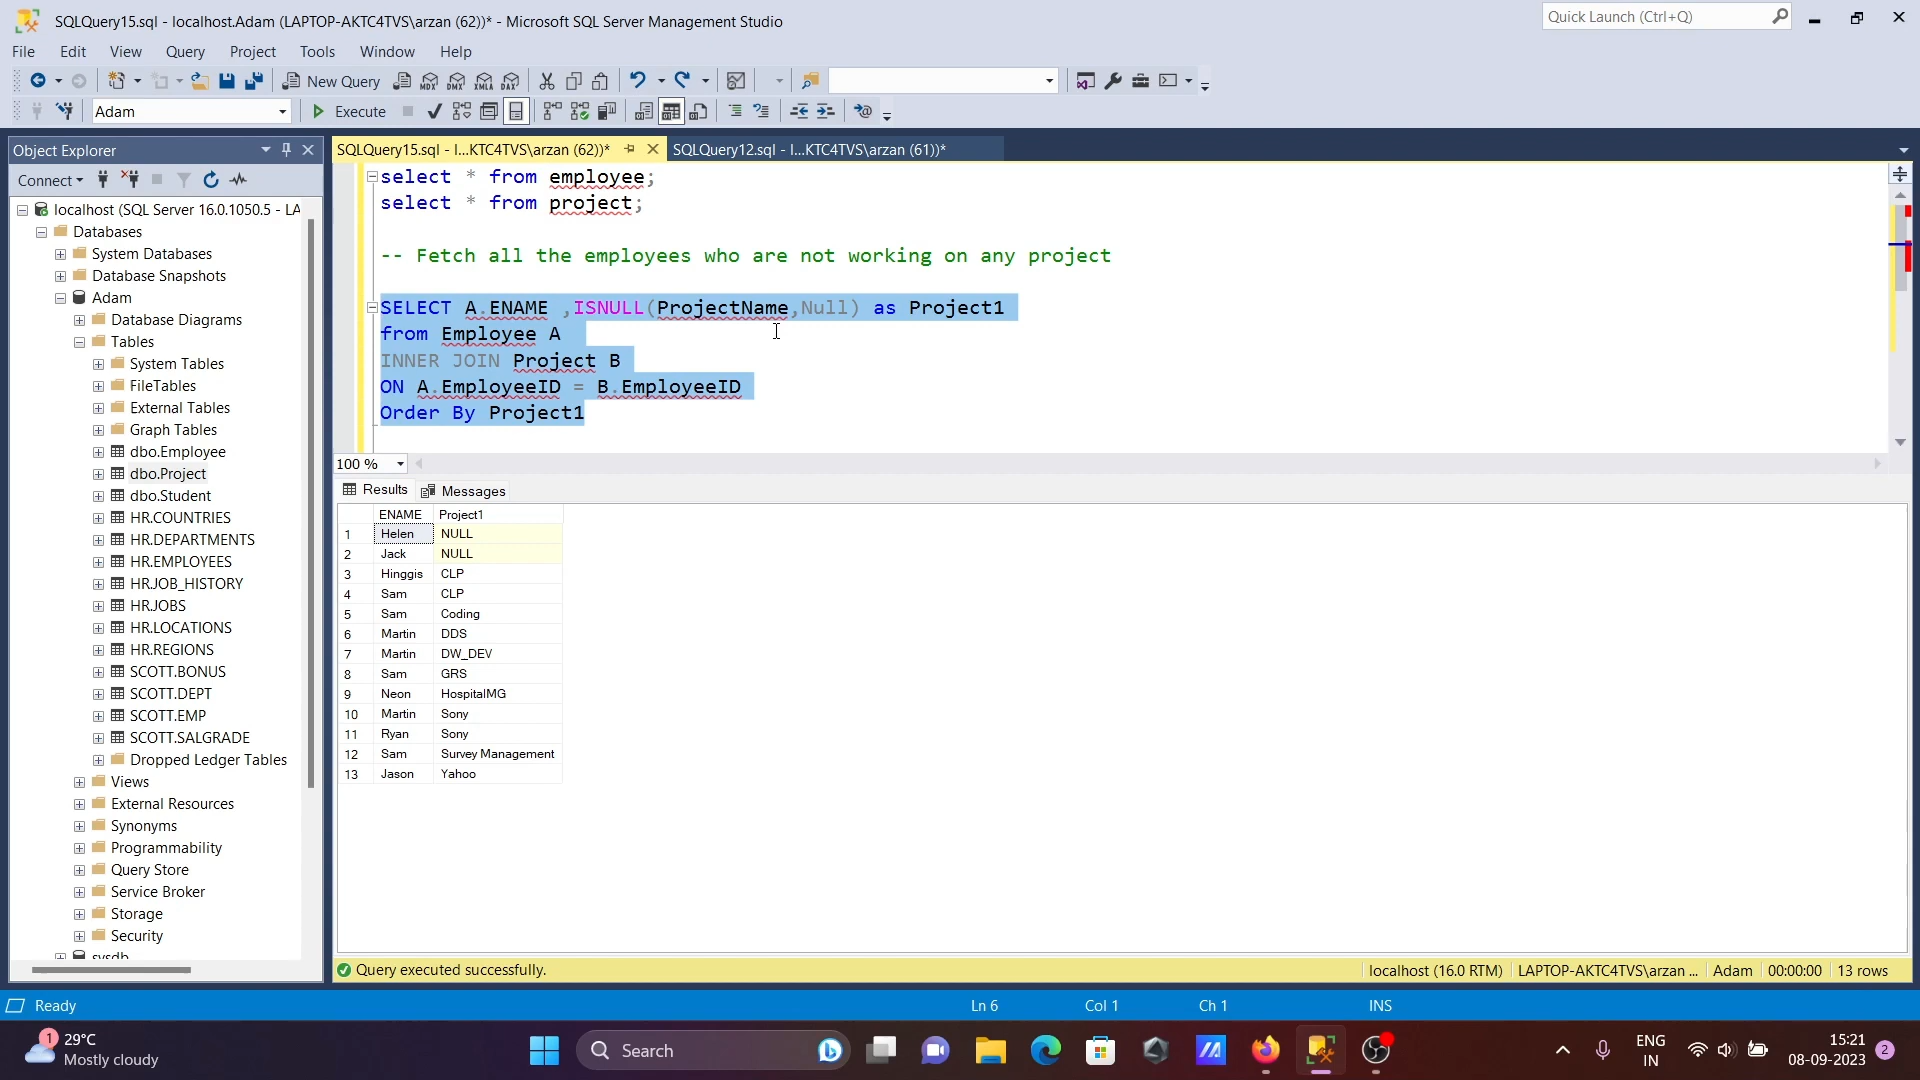 SQLQuery15.sql - localhost.Adam (LAPTOP-AKTC4TVS\arzan (62))* - Microsoft SQL Server Management Studio
Quick Launch (Ctrl+Q)
File Edit View Query Project Tools Window Help
New Query MDX DMX XMLA DAX
Adam Execute
Object Explorer
SQLQuery15.sql - l...KTC4TVS\arzan (62))* SQLQuery12.sql - l...KTC4TVS\arzan (61))*
Connect
localhost (SQL Server 16.0.1050.5 - LA
Databases
System Databases
Database Snapshots
Adam
Database Diagrams
Tables
System Tables
FileTables
External Tables
Graph Tables
dbo.Employee
dbo.Project
dbo.Student
HR.COUNTRIES
HR.DEPARTMENTS
HR.EMPLOYEES
HR.JOB_HISTORY
HR.JOBS
HR.LOCATIONS
HR.REGIONS
SCOTT.BONUS
SCOTT.DEPT
SCOTT.EMP
SCOTT.SALGRADE
Dropped Ledger Tables
Views
External Resources
Synonyms
Programmability
Query Store
Service Broker
Storage
Security
sysdb
select * from employee;
select * from project;
-- Fetch all the employees who are not working on any project
SELECT A.ENAME ,ISNULL(ProjectName,Null) as Project1
from Employee A
INNER JOIN Project B
ON A.EmployeeID = B.EmployeeID
Order By Project1
100 %
Results Messages
ENAME Project1
1 Helen NULL
2 Jack NULL
3 Hinggis CLP
4 Sam CLP
5 Sam Coding
6 Martin DDS
7 Martin DW_DEV
8 Sam GRS
9 Neon HospitalMG
10 Martin Sony
11 Ryan Sony
12 Sam Survey Management
13 Jason Yahoo
Query executed successfully. localhost (16.0 RTM) LAPTOP-AKTC4TVS\arzan ... Adam 00:00:00 13 rows
Ready Ln 6 Col 1 Ch 1 INS
1 29°C
Mostly cloudy
Search
ENG
IN
15:21
08-09-2023
2